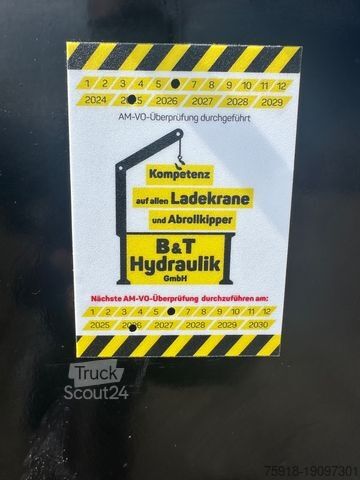 1 2 3 4 5 7 8 9 10 11 12
2024 2025 2026 2027 2028 2029
AM-VO-Überprüfung durchgeführt
Kompetenz
auf allen Ladekrane
und Abrollkipper
B&T
Hydraulik
GmbH
Nächste AM-VO-Überprüfung durchzuführen am:
1 2 3 4 5 7 8 9 10 11 12
2025 2026 2027 2028 2029 2030
Truck
Scout24
75918-19097301